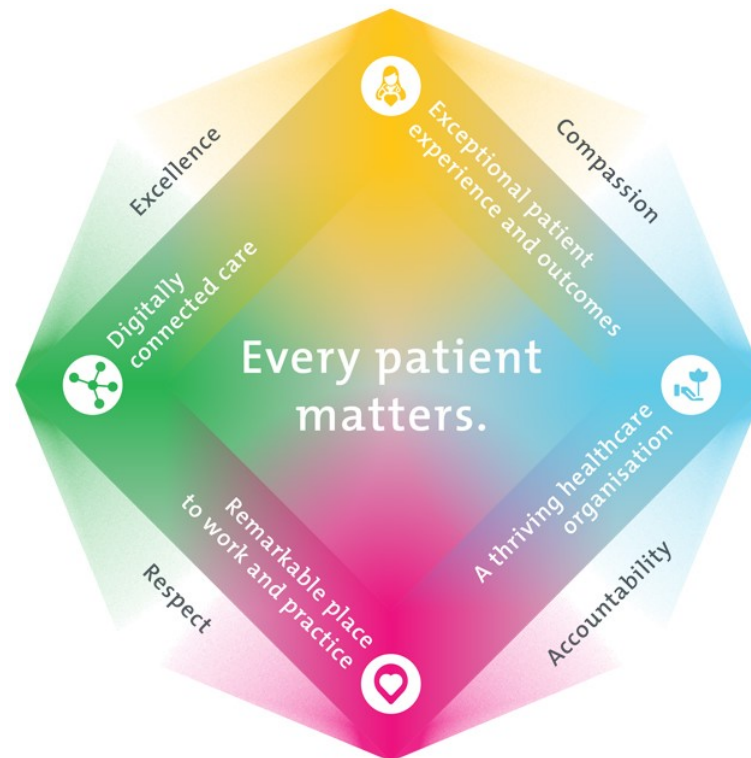 Excellence
Compassion
Exceptional patient
experience and outcomes
Digitally
connected care
Every patient
matters.
A thriving healthcare
organisation
Remarkable place
to work and practice
Respect
Accountability